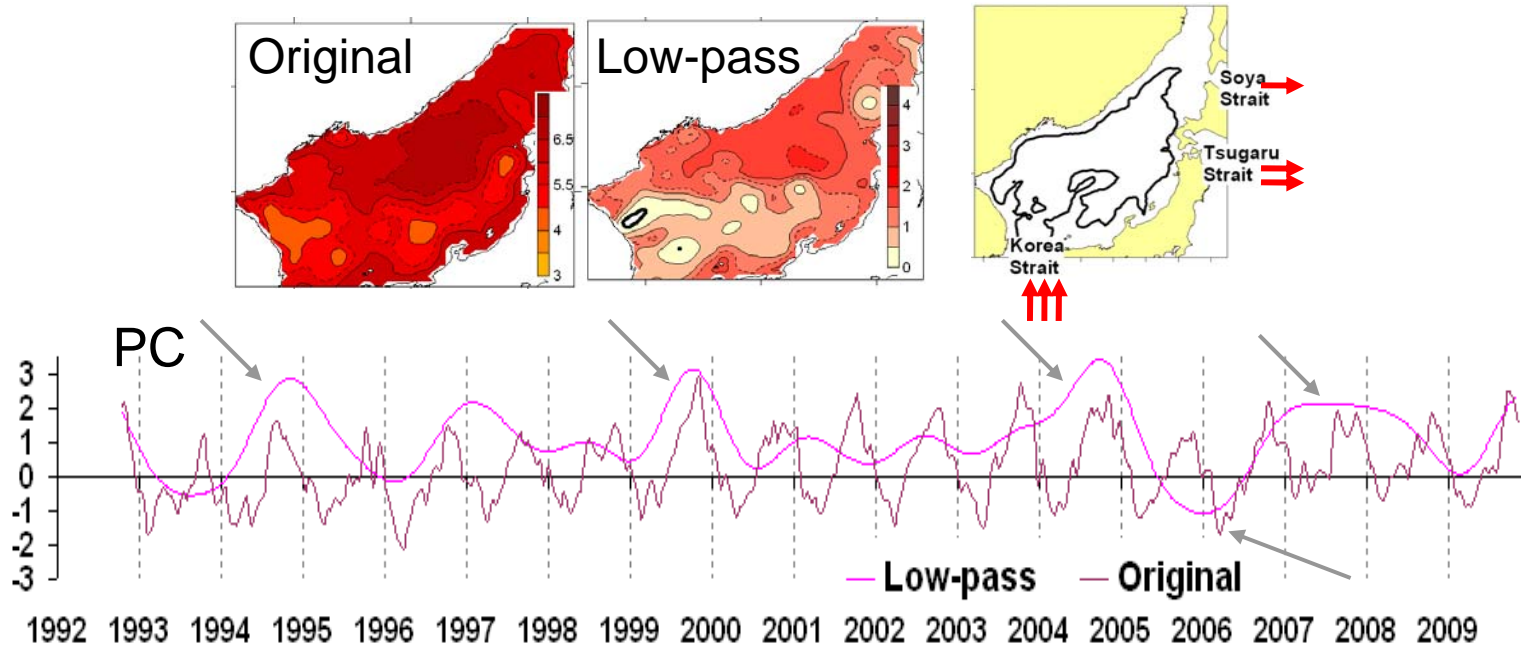 Original
6.5
5.5
4
3
Low-pass
4
3
2
1
0
Soya
Strait
Tsugaru
Strait
Korea
Strait
PC
3
2
1
0
-1
-2
-3
Low-pass
Original
1992 1993 1994 1995 1996 1997 1998 1999 2000 2001 2002 2003 2004 2005 2006 2007 2008 2009